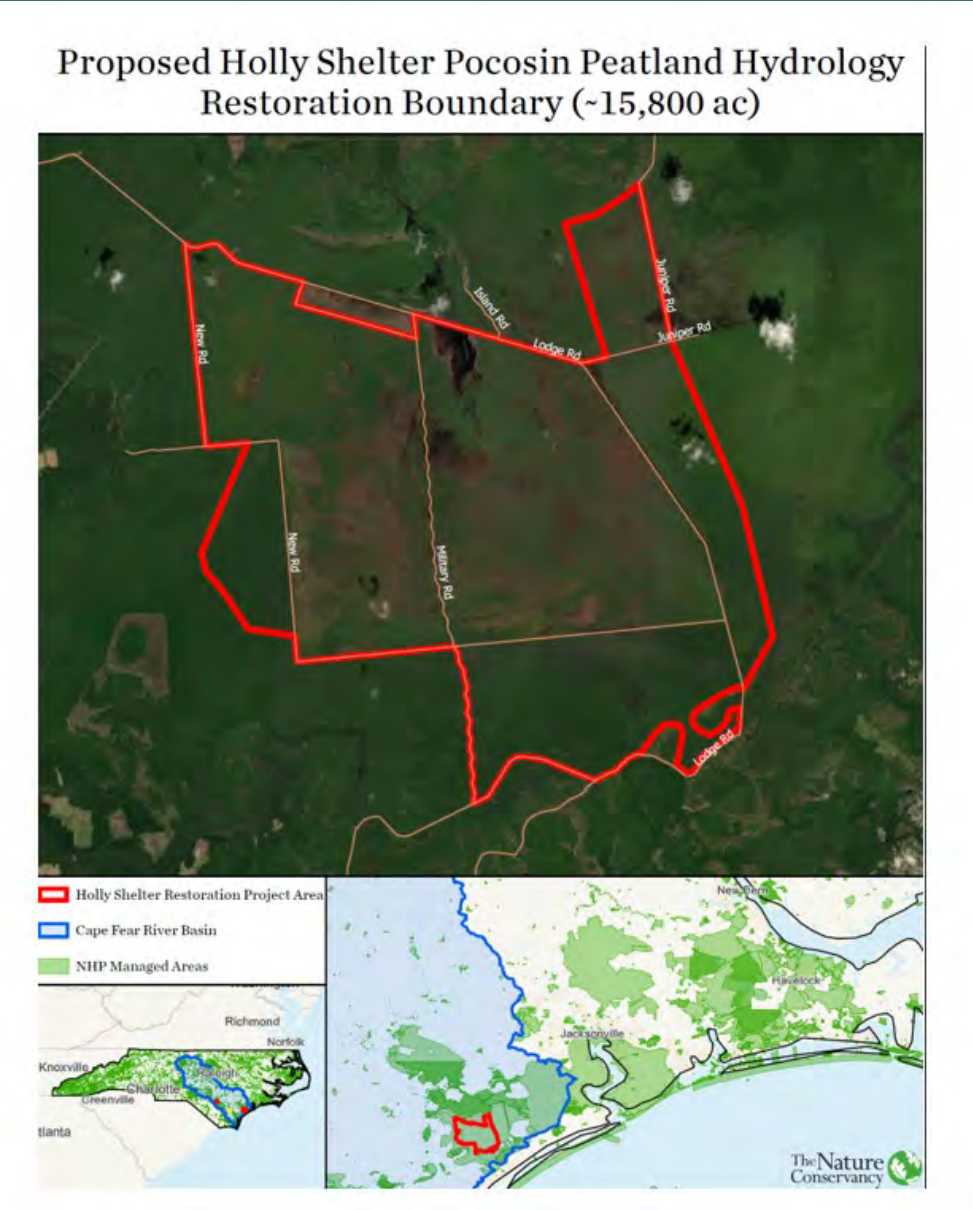 Proposed Holly Shelter Pocosin Peatland Hydrology
Restoration Boundary (~15,800 ac)
Juniper Rd
Island Rd
Juniper Rd
New Rd
Lodge Rd
New Rd
Military Rd
Lodge Rd
Holly Shelter Restoration Project Area
Cape Fear River Basin
NHP Managed Areas
Richmond
Norfolk
Knoxville
Raleigh
Charlotte
Greenville
tlanta
New Bern
Havelock
Jacksonville
The Nature
Conservancy